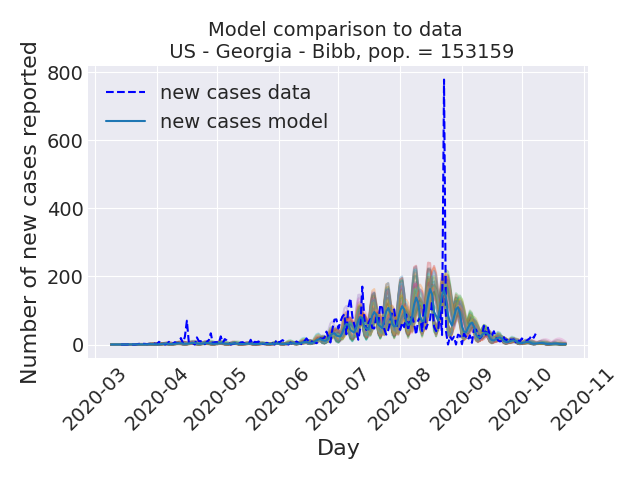 Model comparison to data
US - Georgia - Bibb, pop. = 153159
Number of new cases reported
800
600
400
200
0
new cases data
new cases model
2020-03
2020-04
2020-05
2020-06
2020-07
2020-08
2020-09
2020-10
2020-11
Day